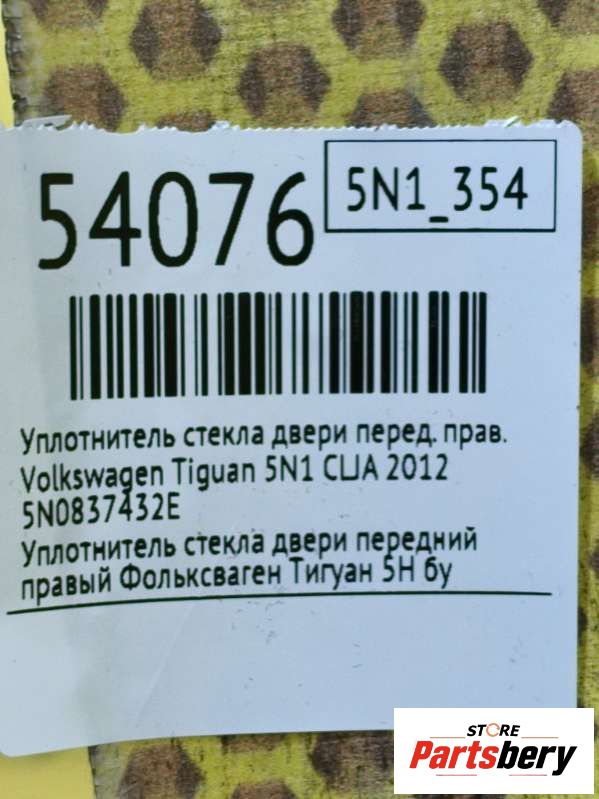 54076
5N1_354
Уплотнитель стекла двери перед. прав.
Volkswagen Tiguan 5N1 США 2012
5N0837432E
Уплотнитель стекла двери передний
правый Фольксваген Тигуан 5Н бу
STORE
Partsbery